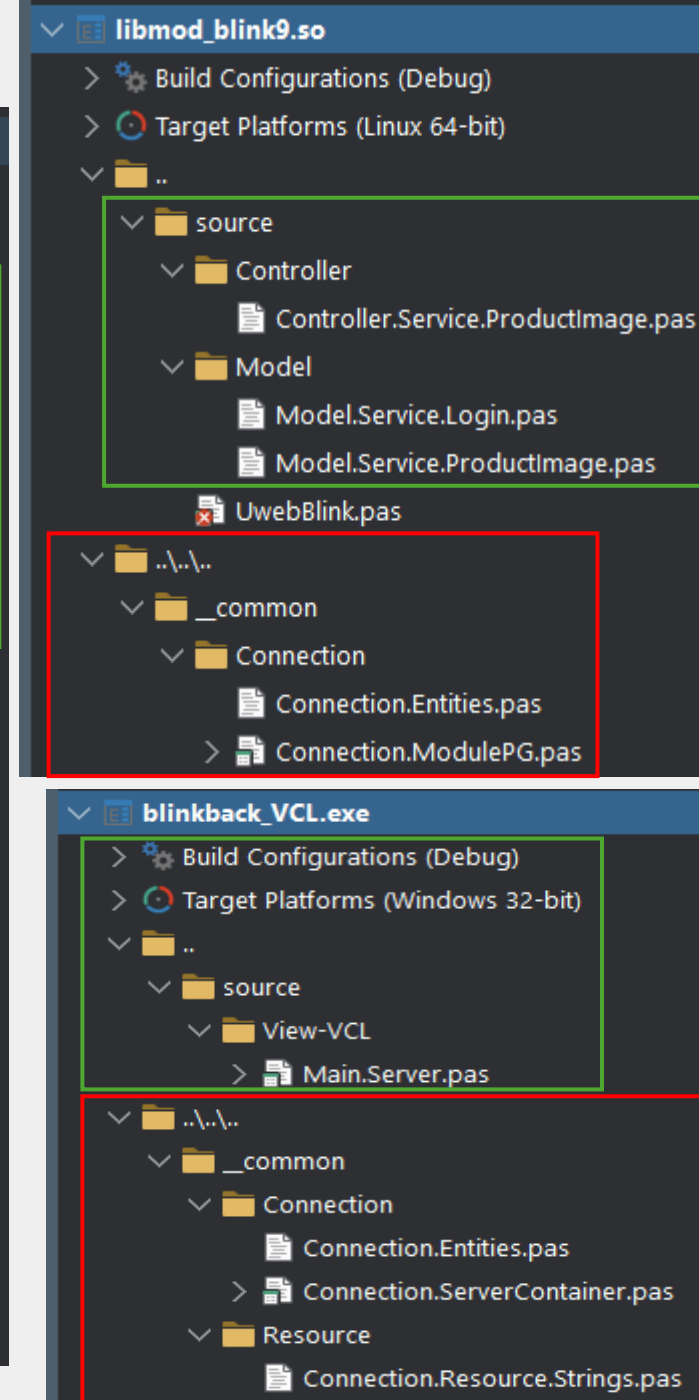 libmod_blink9.so
Build Configurations (Debug)
Target Platforms (Linux 64-bit)
..
source
Controller
Controller.Service.ProductImage.pas
Model
Model.Service.Login.pas
Model.Service.ProductImage.pas
UwebBlink.pas
..\..\..
__common
Connection
Connection.Entities.pas
Connection.ModulePG.pas
blinkback_VCL.exe
Build Configurations (Debug)
Target Platforms (Windows 32-bit)
..
source
View-VCL
Main.Server.pas
..\..\..
__common
Connection
Connection.Entities.pas
Connection.ServerContainer.pas
Resource
Connection.Resource.Strings.pas